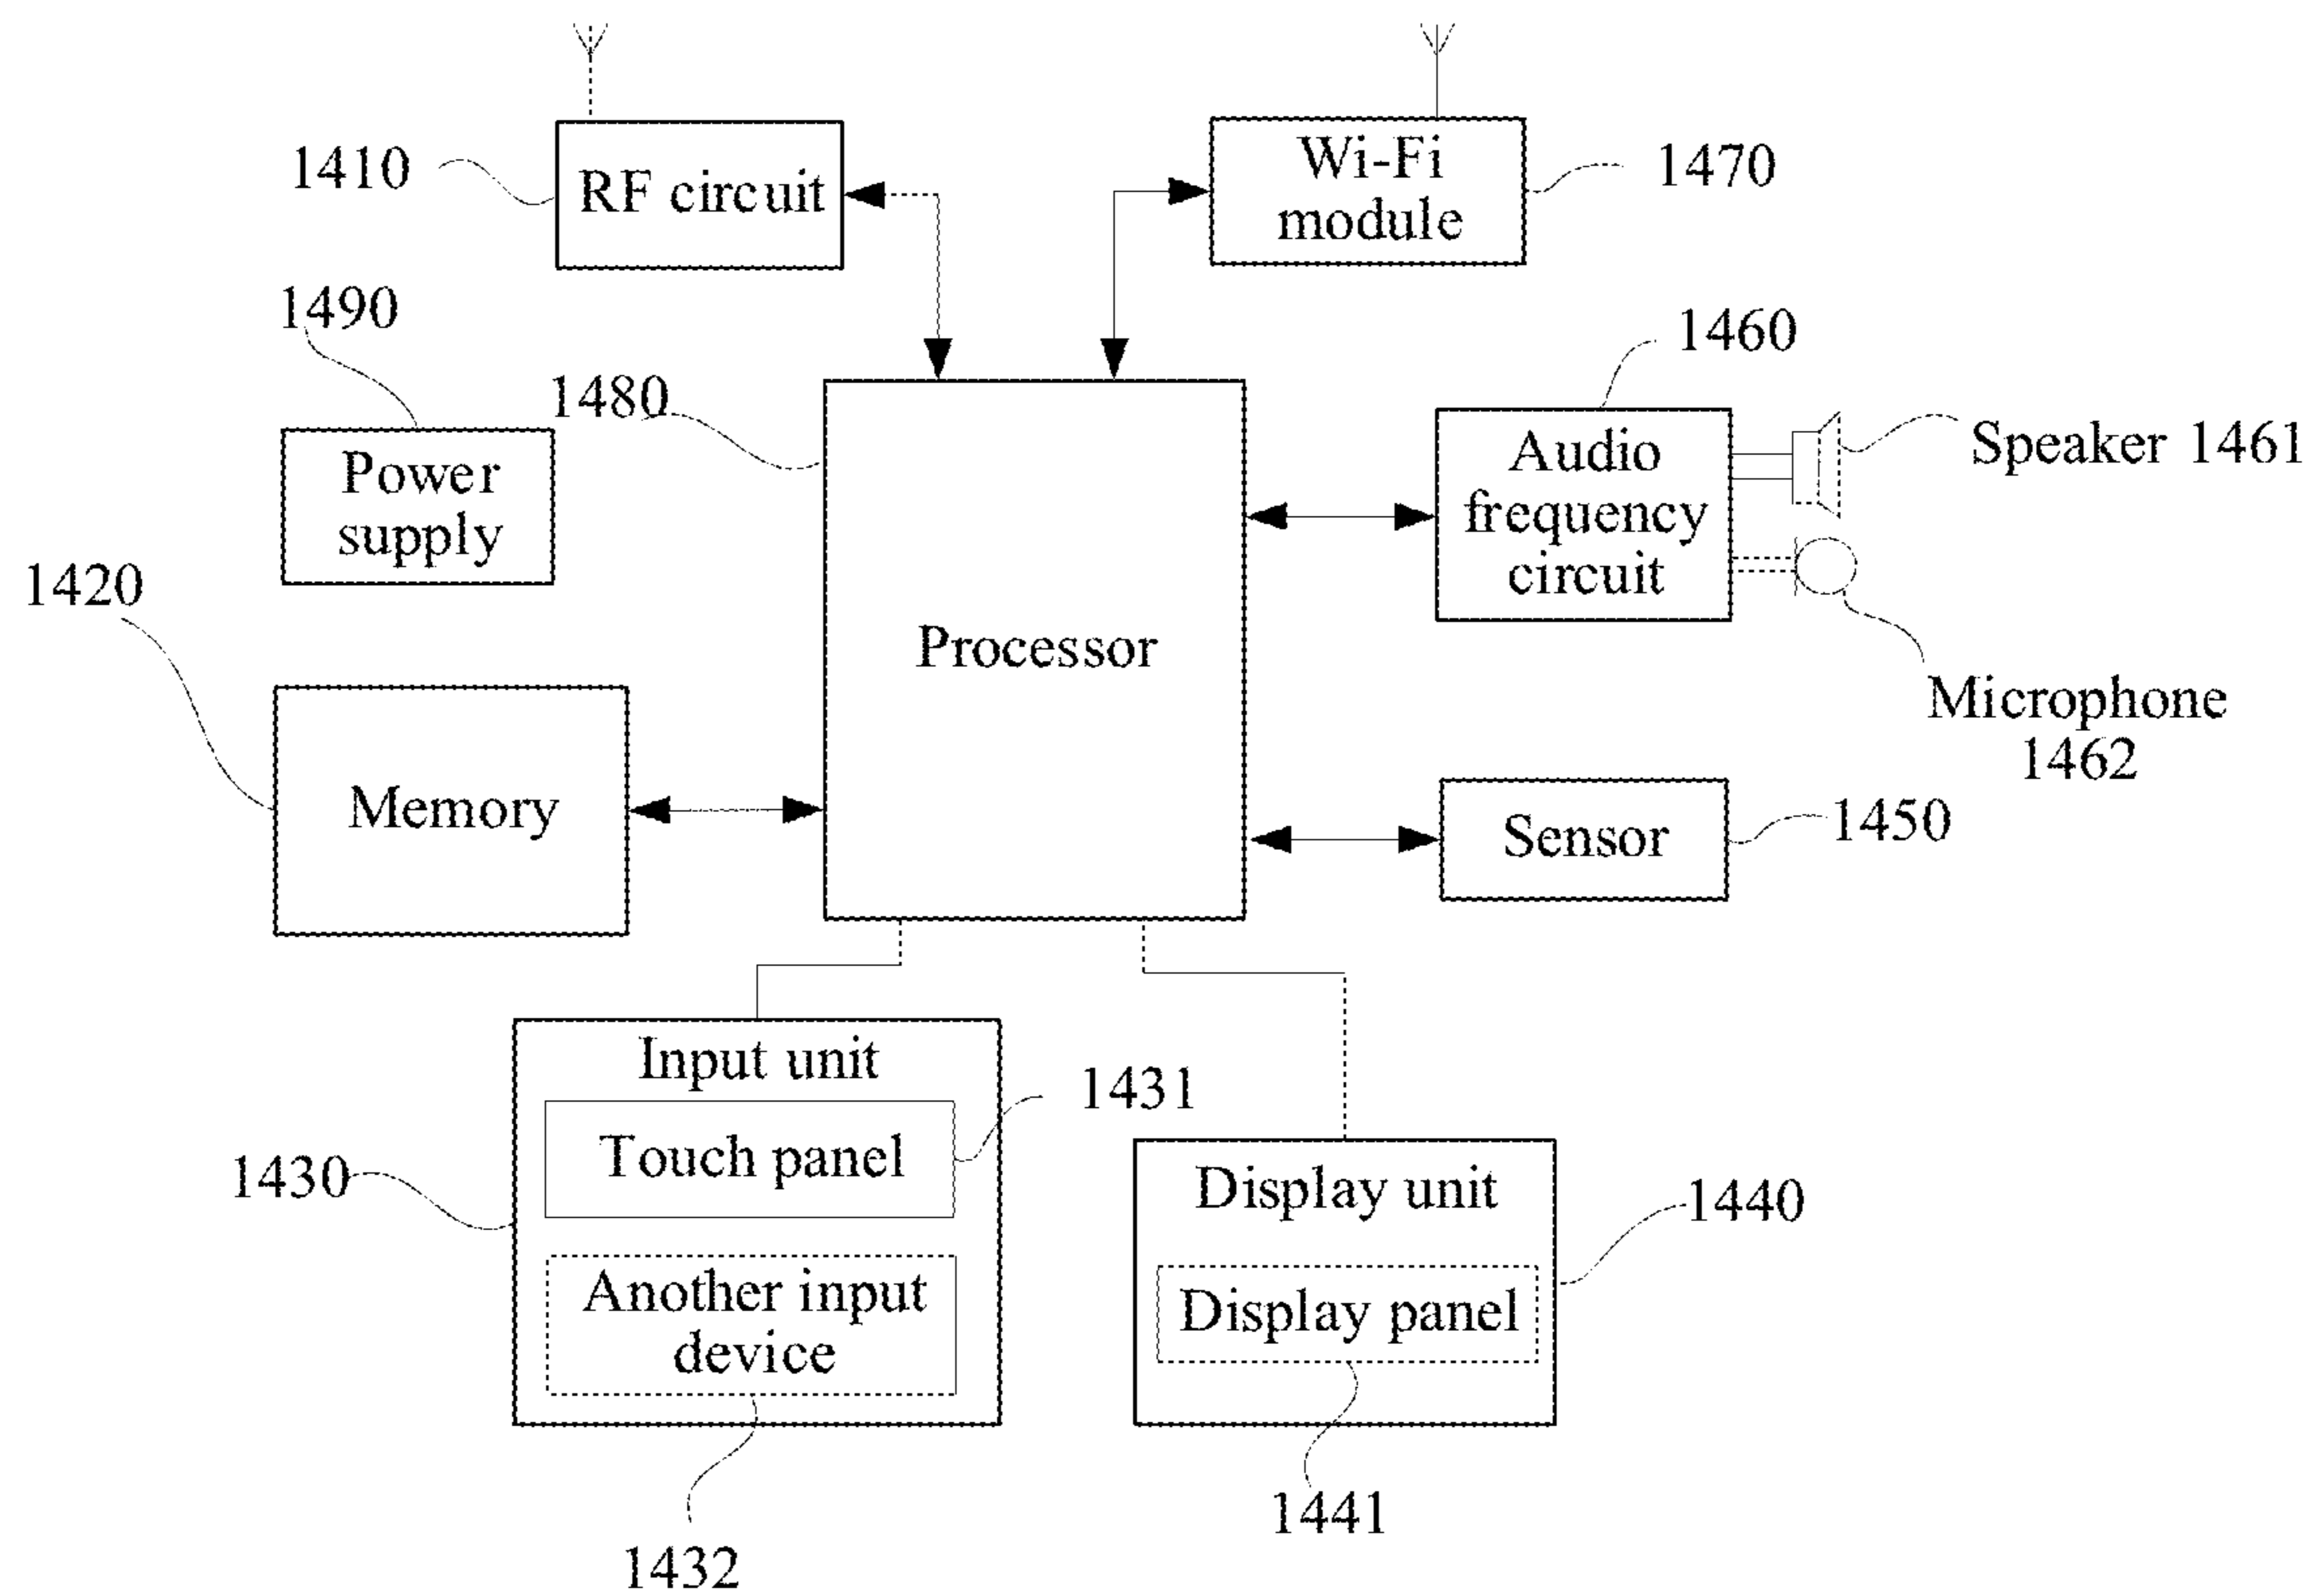 1410
RF circuit
Wi-Fi
module
1470
1490
1480
1460
Power
supply
Audio
frequency
circuit
Speaker 1461
1420
Processor
Microphone
1462
Memory
Sensor
1450
Input unit
Touch panel
1431
1430
Another input
device
1432
Display unit
1440
Display panel
1441